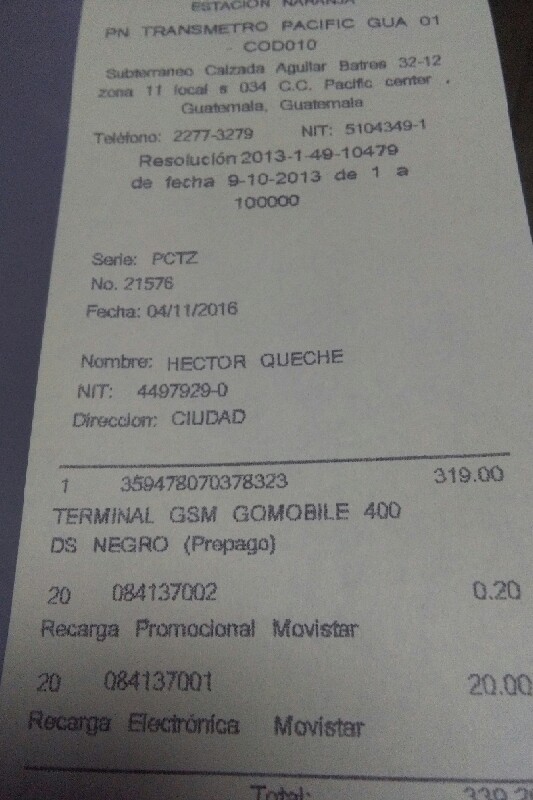 ESTACION NARANJA
PN TRANSMETRO PACIFIC GUA 01
COD010
Subterraneo Calzada Aguilar Batres 32-12
zona 11 local s 034 C.C. Pacific center .
Guatemala, Guatemala
Teléfono: 2277-3279 NIT: 5104349-1
Resolución 2013-1-49-10479
de fecha 9-10-2013 de 1 a
100000
Serie: PCTZ
No. 21576
Fecha: 04/11/2016
Nombre: HECTOR QUECHE
NIT: 4497929-0
Direccion: CIUDAD
1 359478070378323 319.00
TERMINAL GSM GOMOBILE 400
DS NEGRO (Prepago)
20 084137002 0.20
Recarga Promocional Movistar
20 084137001 20.00
Recarga Electrónica Movistar
Total: 339.20